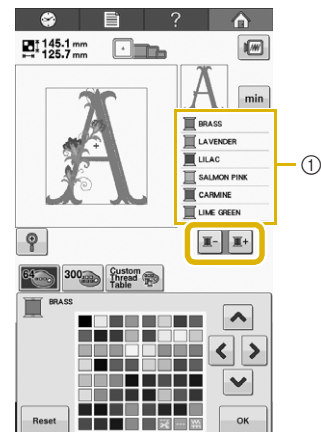 ?
145.1 mm
125.7 mm
min
BRASS
LAVENDER
LILAC
SALMON PINK
CARMINE
LIME GREEN
①
- +
64 300 Custom
Thread
Table
BRASS
Reset OK